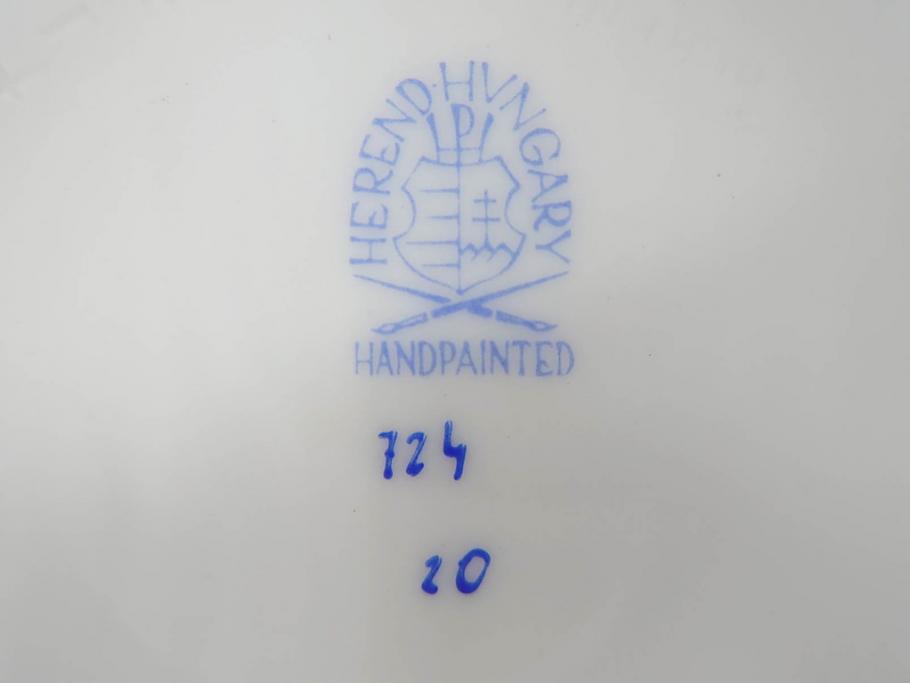 HEREND HVNGARY
P
HANDPAINTED
724
20